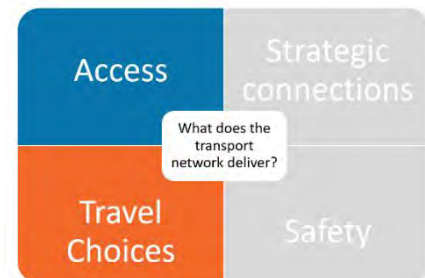 Access
Strategic
connections
What does the
transport
network deliver?
Travel
Choices
Safety